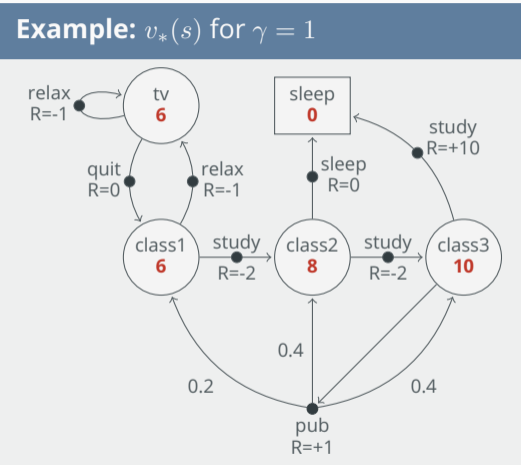 Example: v*(s) for γ = 1
relax
R=-1
tv
6
sleep
0
study
R=+10
quit
R=0
relax
R=-1
sleep
R=0
class1
6
study
R=-2
class2
8
study
R=-2
class3
10
0.4
0.2
0.4
pub
R=+1